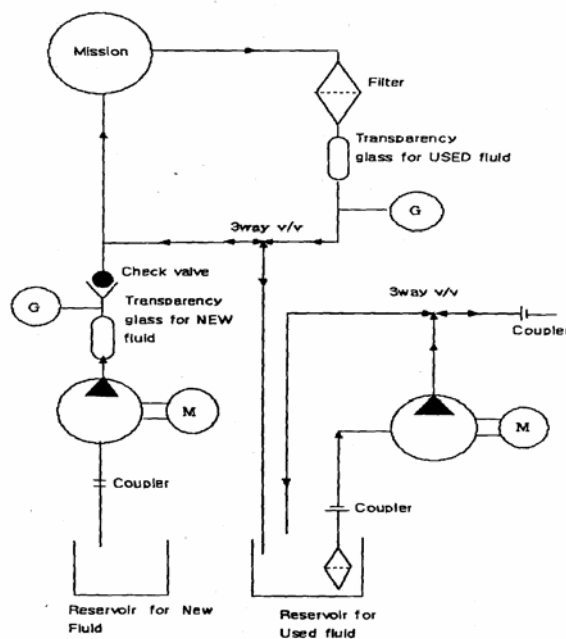 Mission
Filter
Transparency
glass for USED fluid
G
3way v/v
Check valve
G
Transparency
glass for NEW
fluid
3way v/v
Coupler
M
M
Coupler
Coupler
Reservoir for New
Fluid
Reservoir for
Used fluid